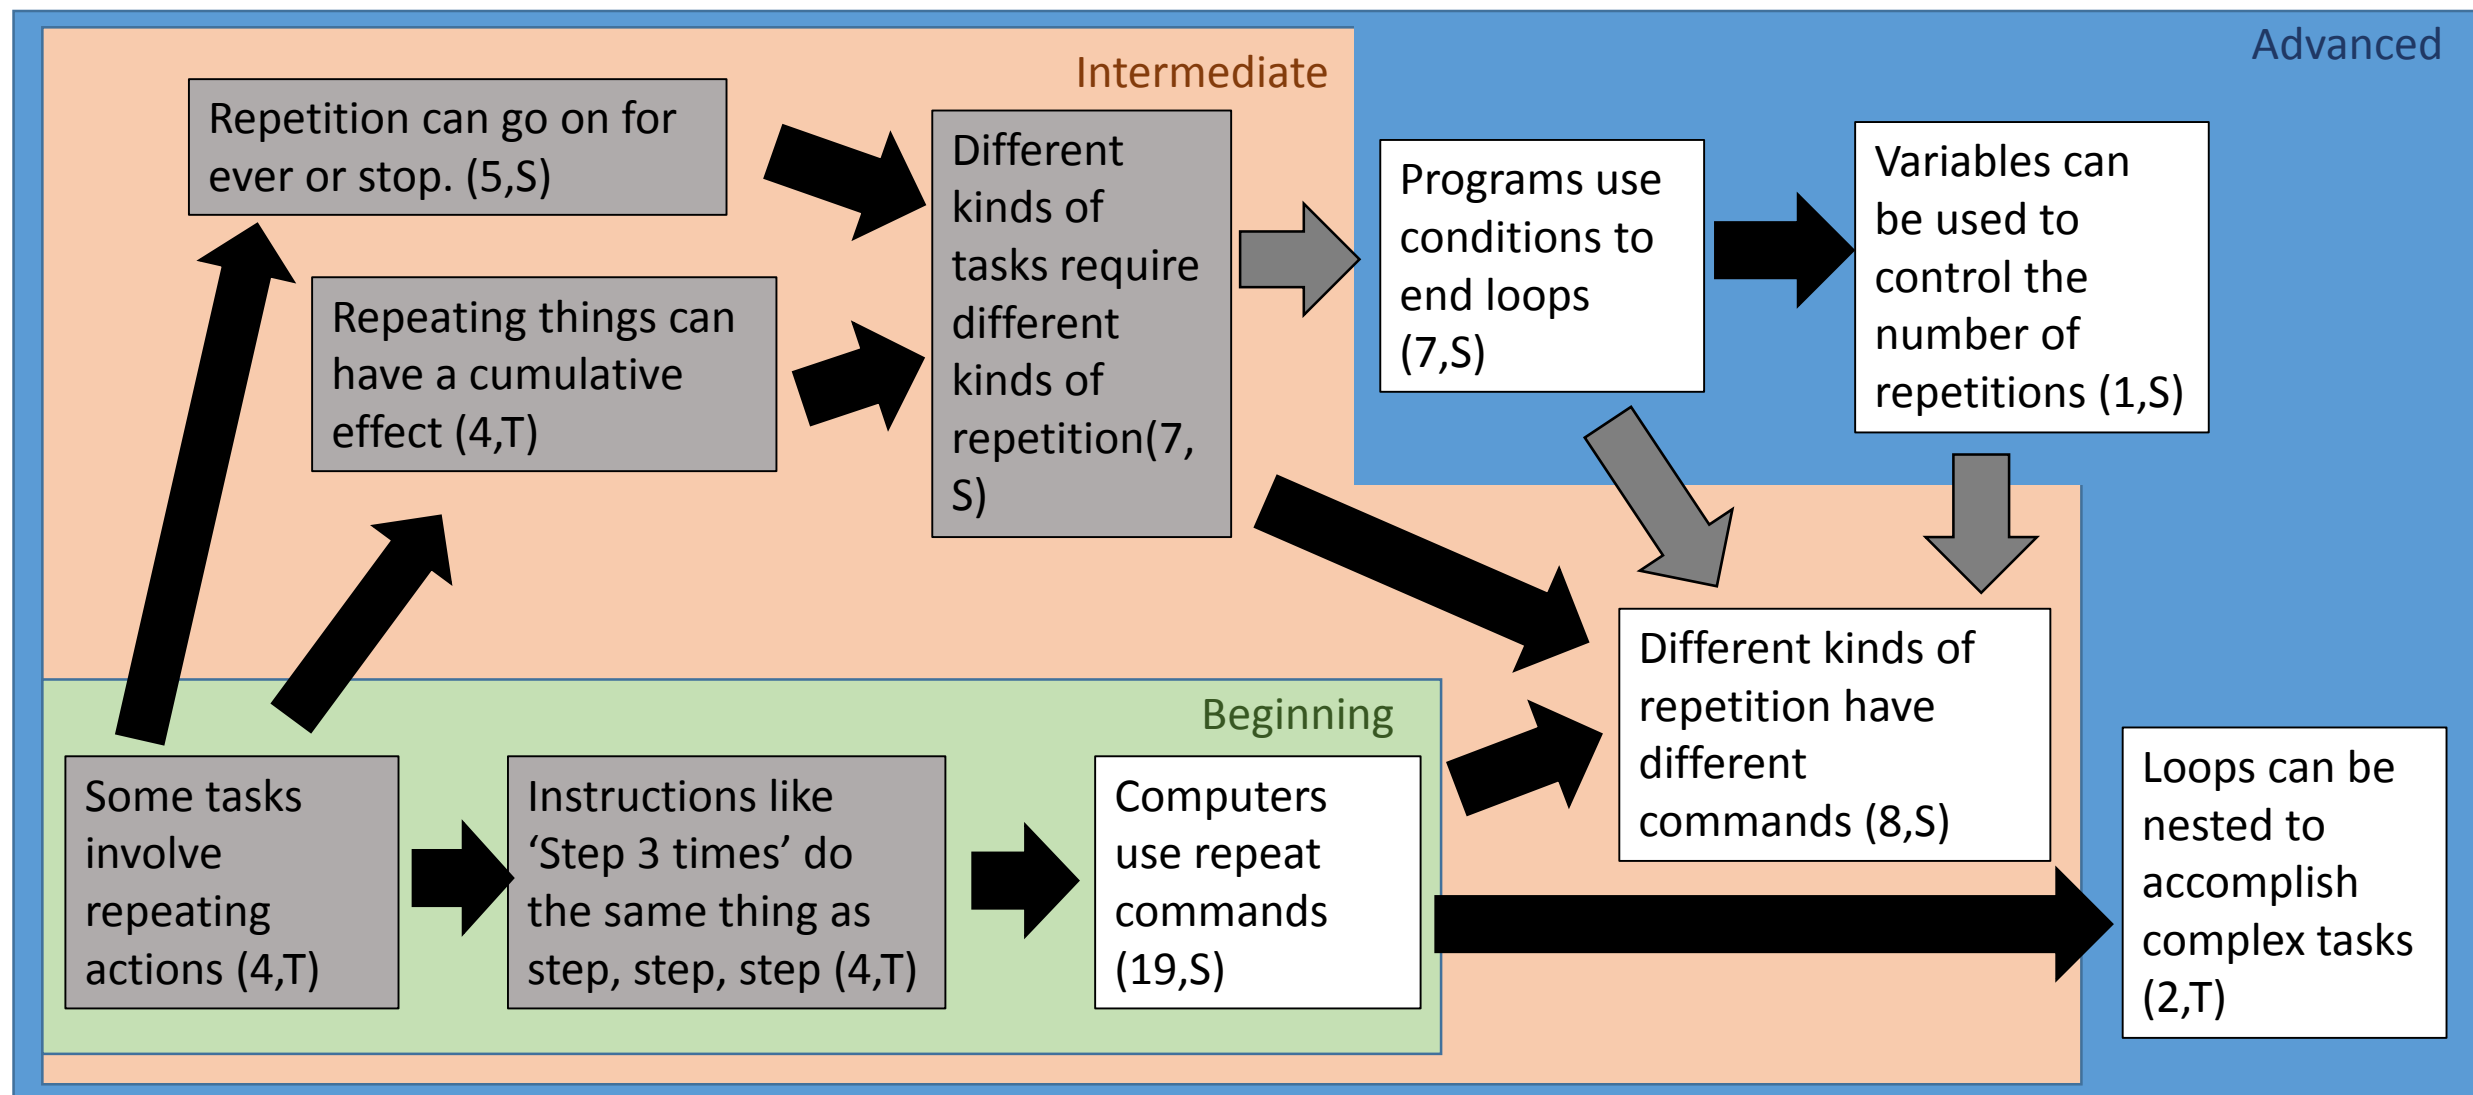 Advanced
Intermediate
Repetition can go on for
ever or stop. (5,S)
Repeating things can
have a cumulative
effect (4,T)
Different
kinds of
tasks require
different
kinds of
repetition(7,
S)
Programs use
conditions to
end loops
(7,S)
Variables can
be used to
control the
number of
repetitions (1,S)
Beginning
Some tasks
involve
repeating
actions (4,T)
Instructions like
‘Step 3 times’ do
the same thing as
step, step, step (4,T)
Computers
use repeat
commands
(19,S)
Different kinds of
repetition have
different
commands (8,S)
Loops can be
nested to
accomplish
complex tasks
(2,T)